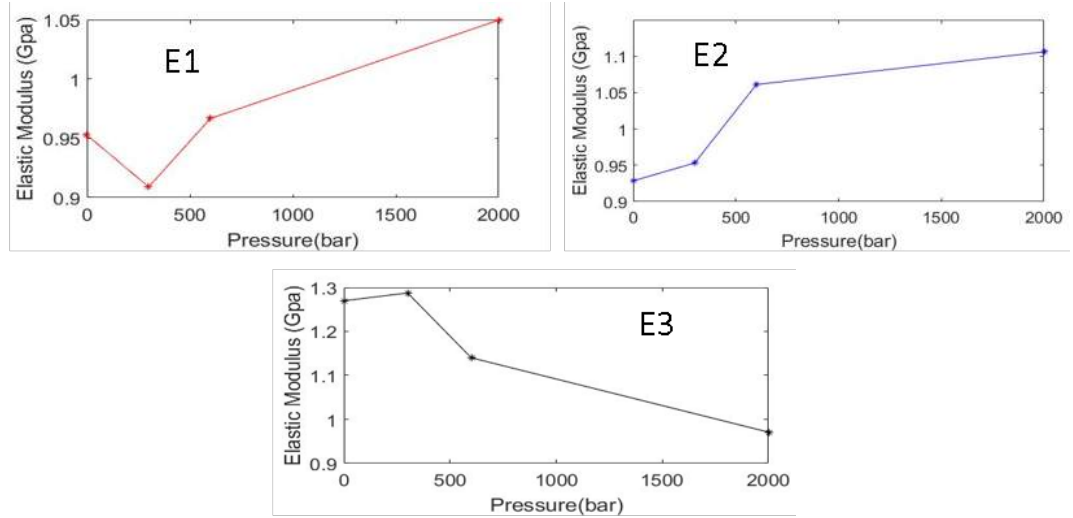 E1
Elastic Modulus (Gpa)
1.05
1
0.95
0.9
0 500 1000 1500 2000
Pressure(bar)
E2
Elastic Modulus (Gpa)
1.1
1.05
1
0.95
0.9
0 500 1000 1500 2000
Pressure(bar)
E3
Elastic Modulus (Gpa)
1.3
1.2
1.1
1
0.9
0 500 1000 1500 2000
Pressure(bar)